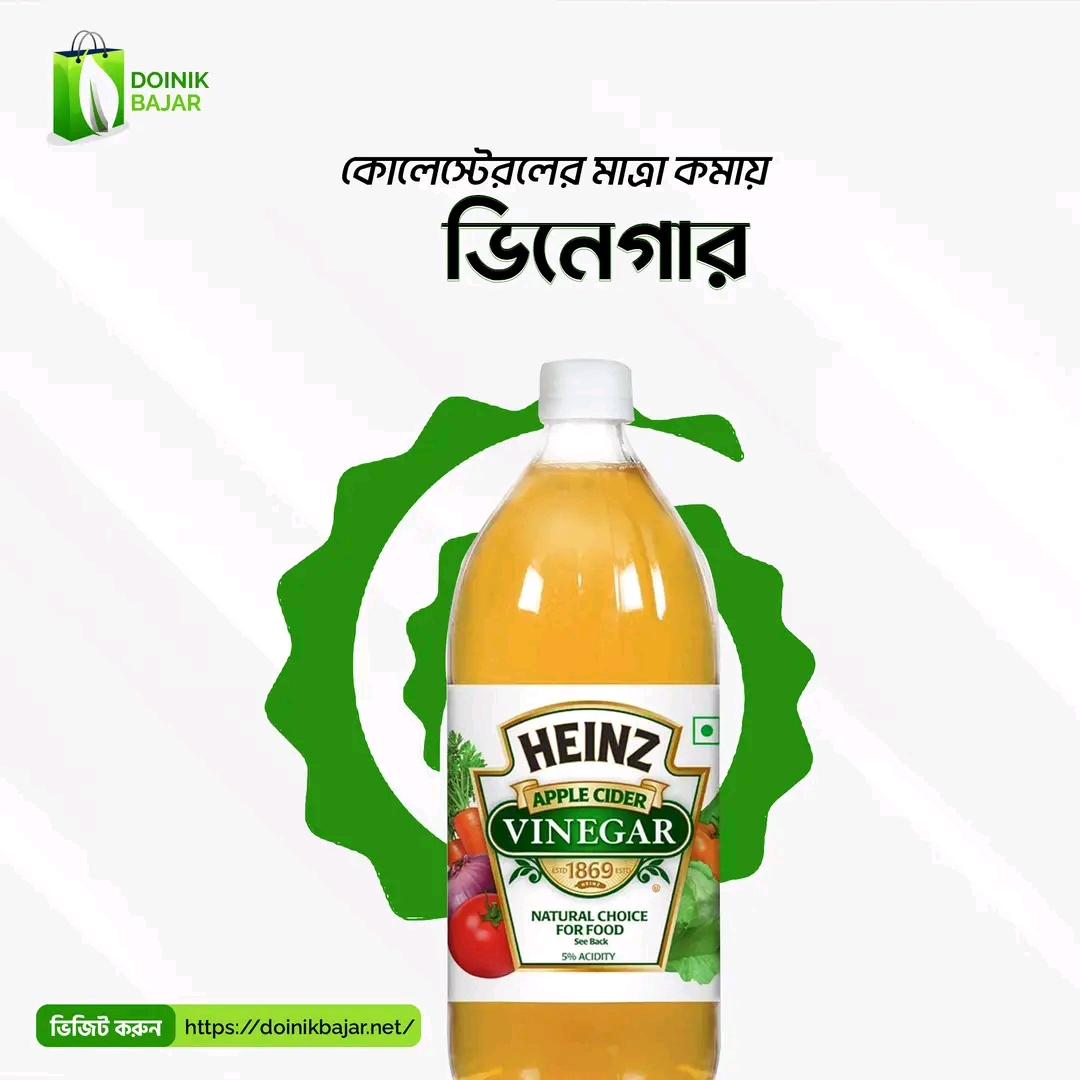 DOINIK
BAJAR
কোলেস্টেরলের মাত্রা কমায়
ভিনেগার
HEINZ
APPLE CIDER
VINEGAR
ESTD 1869 ESTD
HEINZ
NATURAL CHOICE
FOR FOOD
See Back
5% ACIDITY
ভিজিট করুন https://doinikbajar.net/